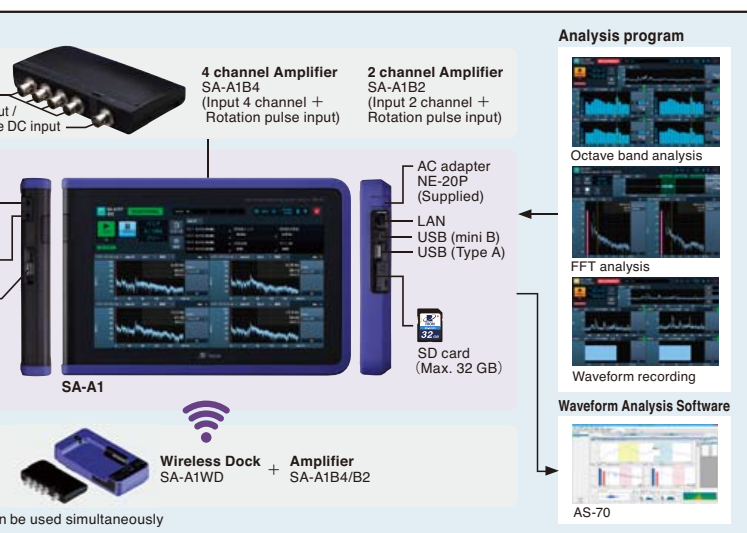 Analysis program
4 channel Amplifier
SA-A1B4
(Input 4 channel ＋
Rotation pulse input)
2 channel Amplifier
SA-A1B2
(Input 2 channel ＋
Rotation pulse input)
ut /
e DC input
Octave band analysis
AC adapter
NE-20P
(Supplied)
LAN
USB (mini B)
USB (Type A)
FFT analysis
32
SD card
(Max. 32 GB)
Waveform recording
SA-A1
Waveform Analysis Software
Wireless Dock
SA-A1WD
＋
Amplifier
SA-A1B4/B2
AS-70
n be used simultaneously